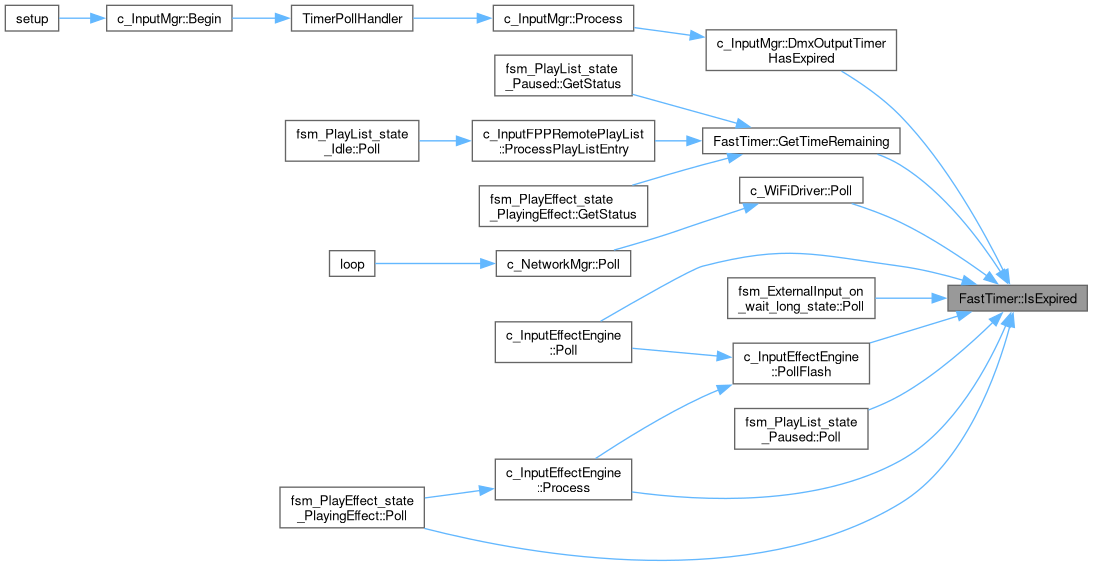 setup
c_InputMgr::Begin
TimerPollHandler
c_InputMgr::Process
c_InputMgr::DmxOutputTimer
HasExpired
fsm_PlayList_state
_Paused::GetStatus
fsm_PlayList_state
_Idle::Poll
c_InputFPPRemotePlayList
::ProcessPlayListEntry
FastTimer::GetTimeRemaining
fsm_PlayEffect_state
_PlayingEffect::GetStatus
c_WiFiDriver::Poll
loop
c_NetworkMgr::Poll
fsm_ExternalInput_on
_wait_long_state::Poll
FastTimer::IsExpired
c_InputEffectEngine
::Poll
c_InputEffectEngine
::PollFlash
fsm_PlayList_state
_Paused::Poll
c_InputEffectEngine
::Process
fsm_PlayEffect_state
_PlayingEffect::Poll